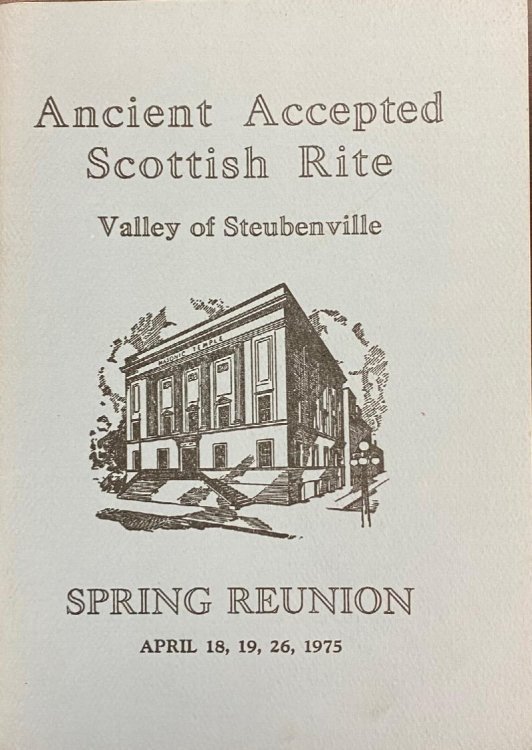 Ancient Accepted
Scottish Rite
Valley of Steubenville
MASONIC TEMPLE
SPRING REUNION
APRIL 18, 19, 26, 1975